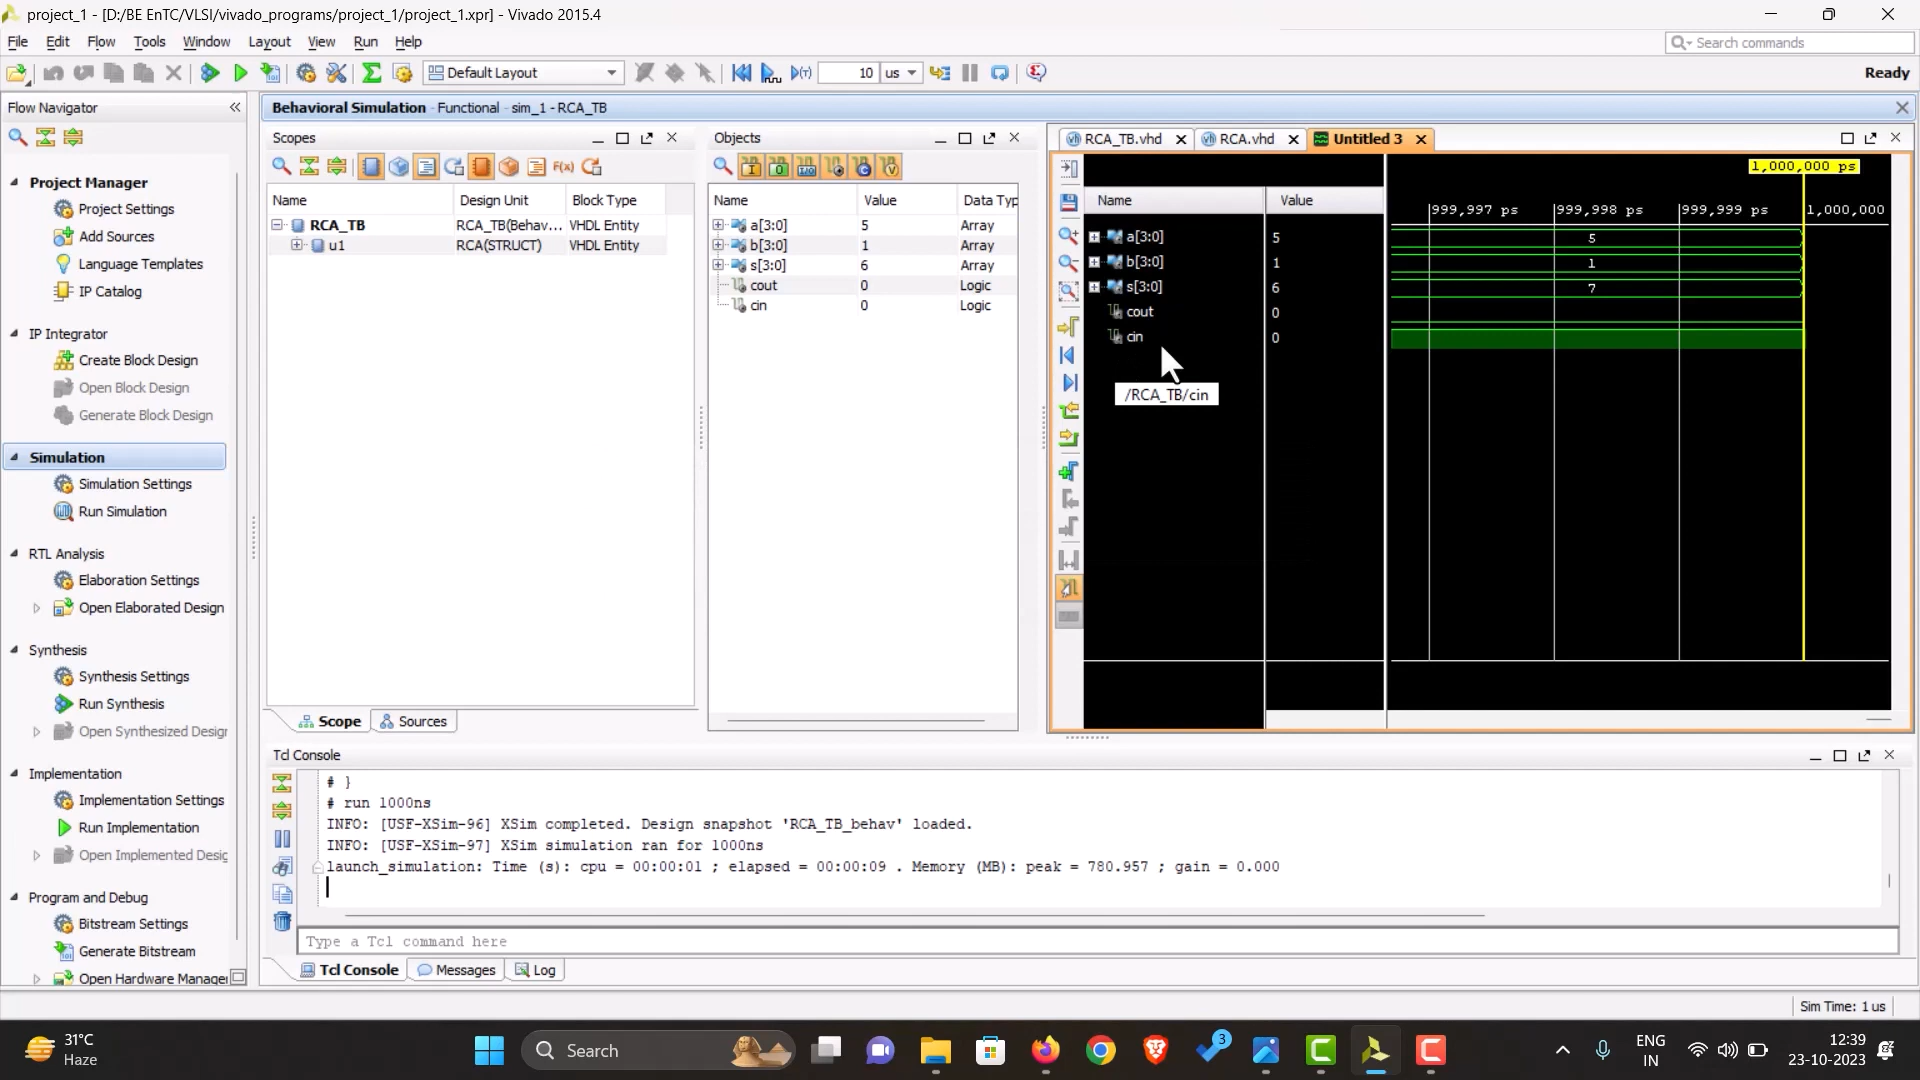 project_1 - [D:/BE EnTC/VLSI/vivado_programs/project_1/project_1.xpr] - Vivado 2015.4
File Edit Flow Tools Window Layout View Run Help
Search commands
Default Layout
10 us
Ready
Flow Navigator
Project Manager
Project Settings
Add Sources
Language Templates
IP Catalog
IP Integrator
Create Block Design
Open Block Design
Generate Block Design
Simulation
Simulation Settings
Run Simulation
RTL Analysis
Elaboration Settings
Open Elaborated Design
Synthesis
Synthesis Settings
Run Synthesis
Open Synthesized Design
Implementation
Implementation Settings
Run Implementation
Open Implemented Desig
Program and Debug
Bitstream Settings
Generate Bitstream
Open Hardware Manager
Behavioral Simulation - Functional - sim_1 - RCA_TB
Scopes
Name Design Unit Block Type
RCA_TB RCA_TB(Behav... VHDL Entity
u1 RCA(STRUCT) VHDL Entity
Scope Sources
Objects
Name Value Data Typ
a[3:0] 5 Array
b[3:0] 1 Array
s[3:0] 6 Array
cout 0 Logic
cin 0 Logic
RCA_TB.vhd RCA.vhd Untitled 3
1,000,000 ps
Name Value 999,997 ps 999,998 ps 999,999 ps 1,000,000
a[3:0] 5 5
b[3:0] 1 1
s[3:0] 6 7
cout 0
cin 0
/RCA_TB/cin
Tcl Console
# }
# run 1000ns
INFO: [USF-XSim-96] XSim completed. Design snapshot 'RCA_TB_behav' loaded.
INFO: [USF-XSim-97] XSim simulation ran for 1000ns
launch_simulation: Time (s): cpu = 00:00:01 ; elapsed = 00:00:09 . Memory (MB): peak = 780.957 ; gain = 0.000
Type a Tcl command here
Tcl Console Messages Log
Sim Time: 1 us
31°C
Haze
Search
3
ENG
IN
12:39
23-10-2023